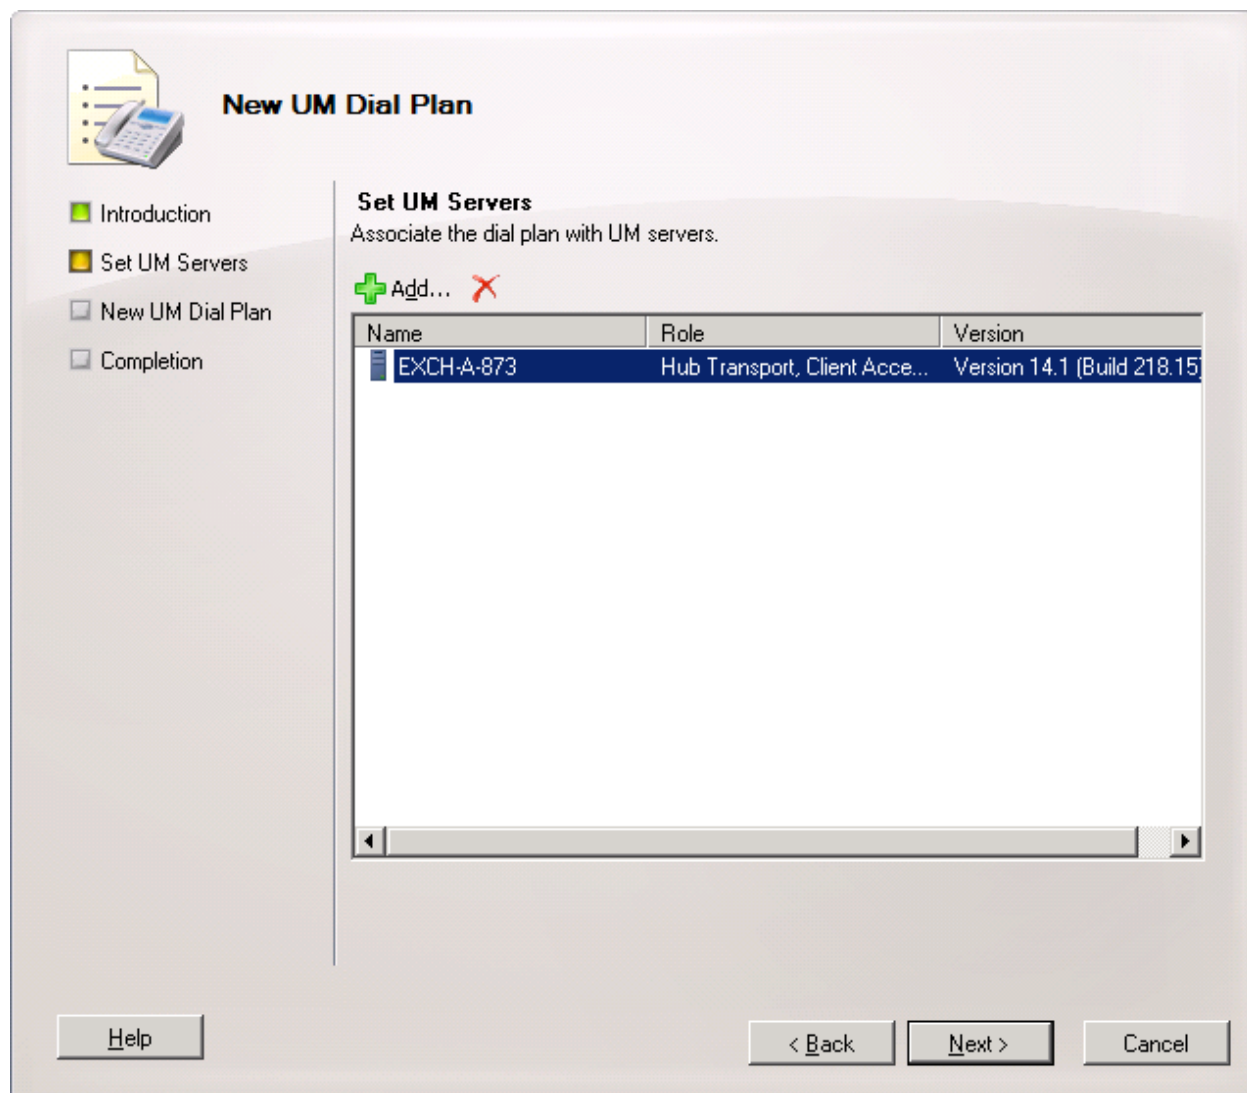 New UM Dial Plan
Introduction
Set UM Servers
New UM Dial Plan
Completion
Set UM Servers
Associate the dial plan with UM servers.
Add...
Name Role Version
EXCH-A-873 Hub Transport, Client Acce... Version 14.1 (Build 218.15)
Help < Back Next > Cancel